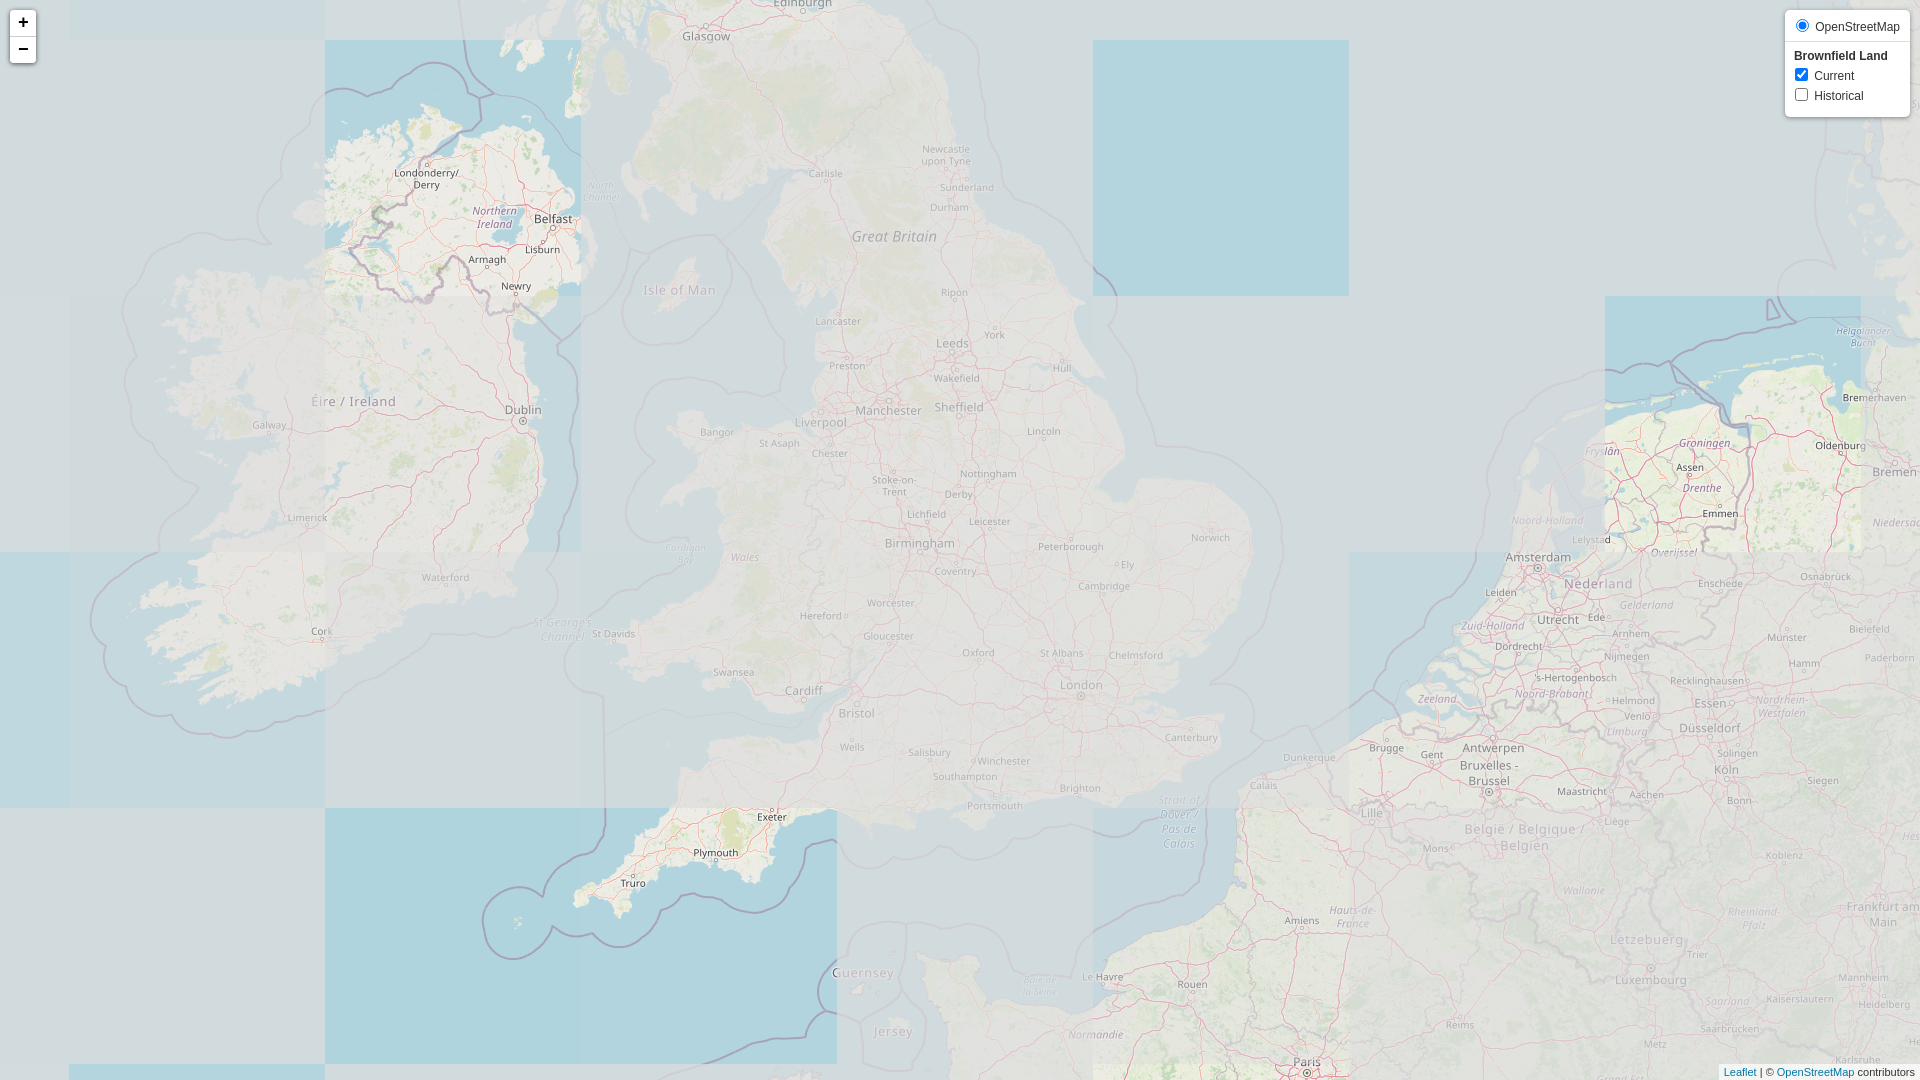 +
−
OpenStreetMap
Brownfield Land
Current
Historical
Edinburgh
Glasgow
Londonderry/
Derry
Northern
Ireland
Belfast
Lisburn
Armagh
Newry
North
Channel
Newcastle
upon Tyne
Carlisle
Sunderland
Durham
Great Britain
Isle of Man
Ripon
Lancaster
York
Leeds
Preston
Wakefield
Hull
Éire / Ireland
Dublin
Galway
Manchester
Sheffield
Liverpool
Bangor
St Asaph
Lincoln
Chester
Nottingham
Stoke-on-
Trent
Derby
Limerick
Lichfield
Leicester
Birmingham
Peterborough
Norwich
Cardigan
Bay
Wales
Coventry
Ely
Cambridge
Waterford
Worcester
Hereford
Cork
St George's
Channel
St Davids
Gloucester
Oxford
St Albans
Chelmsford
Swansea
Cardiff
London
Bristol
Canterbury
Wells
Salisbury
Winchester
Southampton
Brighton
Portsmouth
Strait of
Dover /
Pas de
Calais
Exeter
Plymouth
Truro
Guernsey
Jersey
Baie de
la Seine
Le Havre
Rouen
Normandie
Paris
Amiens
Hauts-de-
France
Reims
Dunkerque
Calais
Lille
Brugge
Gent
Antwerpen
Bruxelles -
Brussel
Maastricht
België / Belgique /
Belgien
Mons
Liège
Wallonie
Helgoländer
Bucht
Bremerhaven
Groningen
Oldenburg
Fryslân
Assen
Bremen
Drenthe
Emmen
Noord-Holland
Lelystad
Overijssel
Amsterdam
Nederland
Enschede
Osnabrück
Leiden
Gelderland
Utrecht
Ede
Zuid-Holland
Arnhem
Münster
Bielefeld
Dordrecht
Nijmegen
Hamm
Paderborn
's-Hertogenbosch
Recklinghausen
Zeeland
Noord-Brabant
Helmond
Essen
Nordrhein-
Westfalen
Venlo
Düsseldorf
Limburg
Solingen
Köln
Siegen
Aachen
Bonn
Koblenz
Rheinland-
Pfalz
Frankfurt am
Main
Lëtzebuerg
Trier
Luxembourg
Mannheim
Saarland
Kaiserslautern
Heidelberg
Saarbrücken
Metz
Karlsruhe
Leaflet | © OpenStreetMap contributors